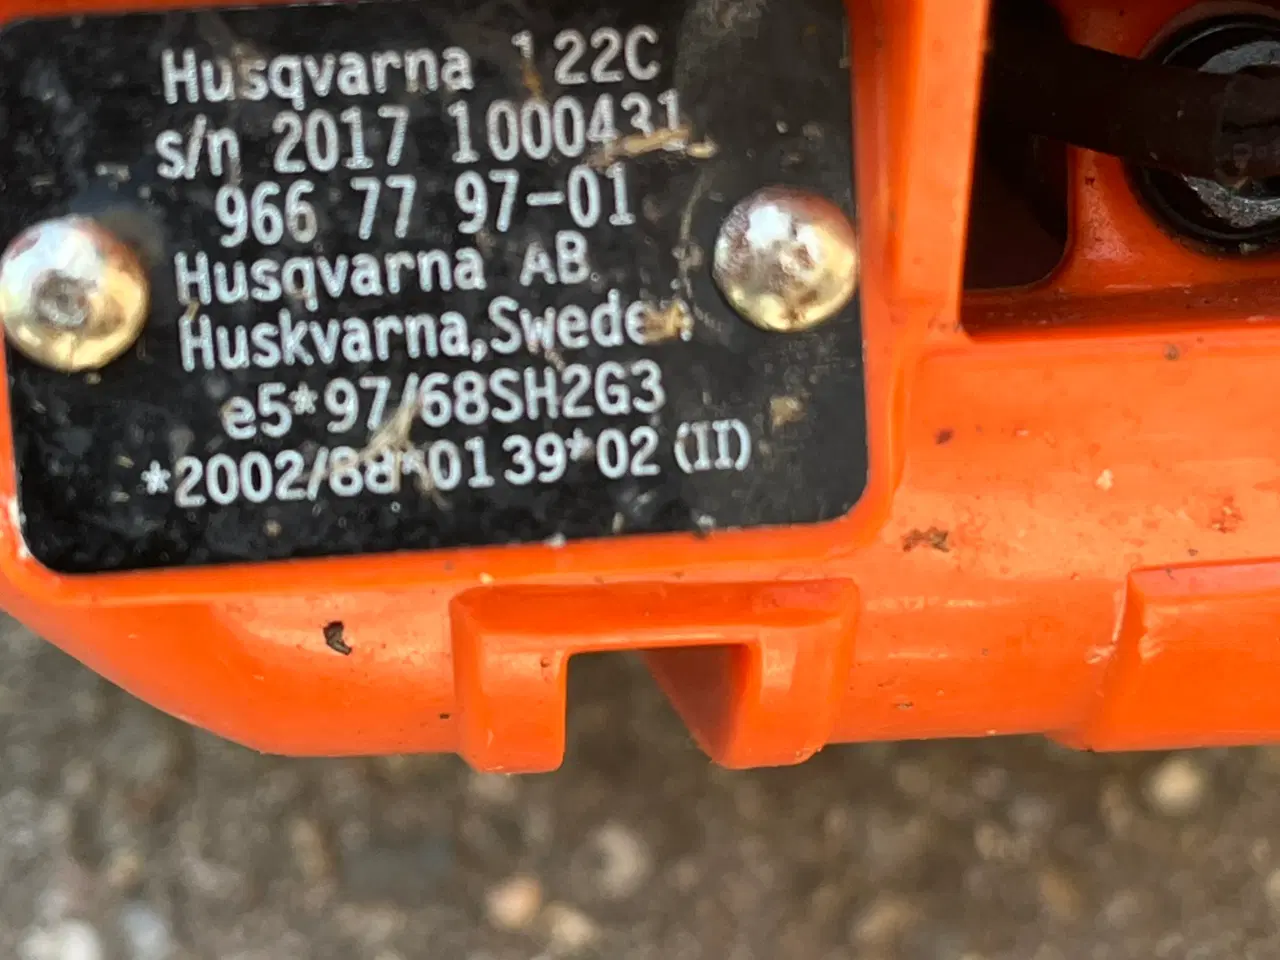 Husqvarna 122C
s/n 2017 1000431
966 77 97-01
Husqvarna AB
Huskvarna,Sweden
e5*97/68SH2G3
*2002/88*0139*02 (II)